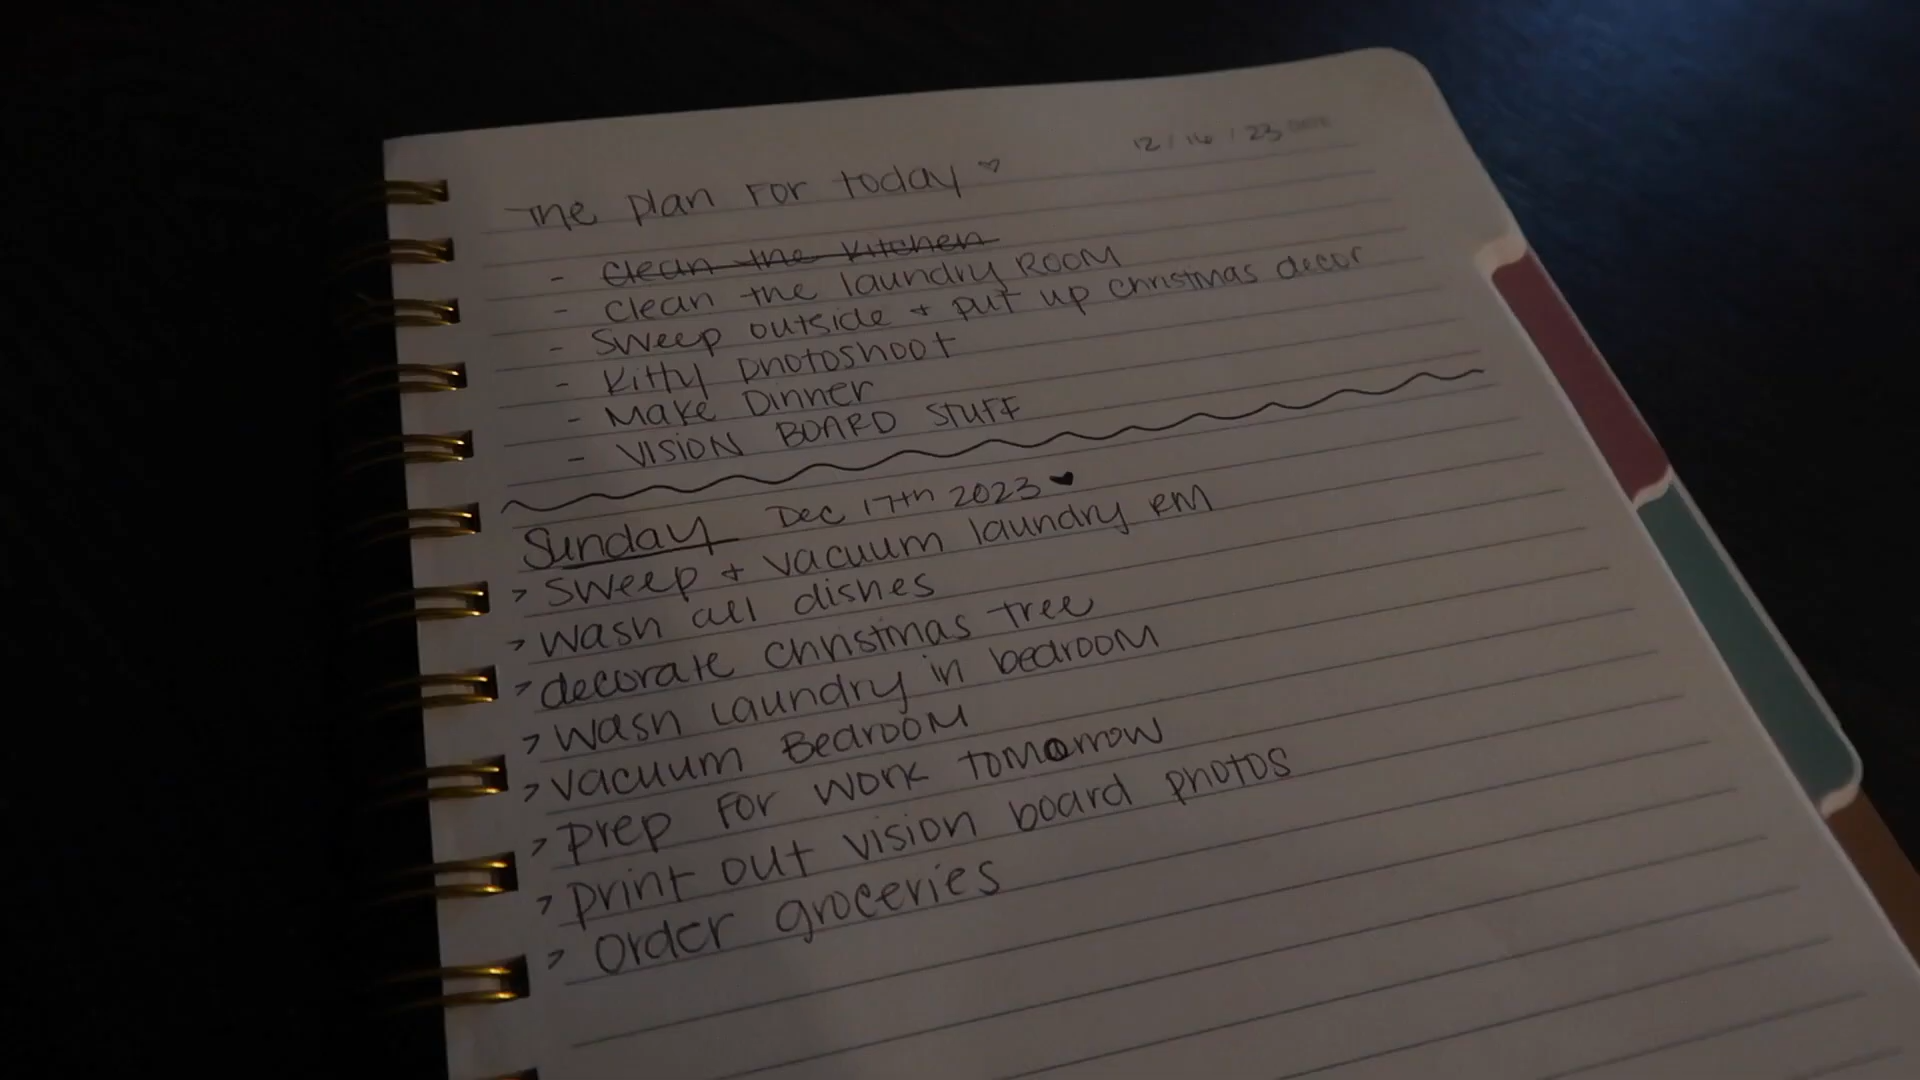 12/16/23 DATE
The plan for today ♡
- Clean the kitchen
- Clean the laundry ROOM
- Sweep outside + put up christmas decor
- Kitty photoshoot
- Make Dinner
- VISION BOARD STUFF
Sunday Dec 17th 2023 ♥
> Sweep + vacuum laundry RM
> Wash all dishes
> decorate christmas tree
> Wash laundry in bedroom
> Vacuum Bedroom
> prep for work tomorrow
> print out vision board photos
> Order groceries